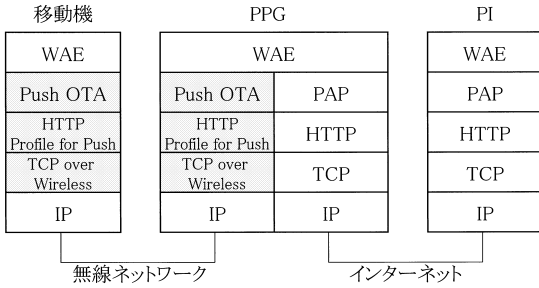 移動機
PPG
PI
WAE
WAE
WAE
Push OTA
Push OTA
PAP
PAP
HTTP
Profile for Push
HTTP
Profile for Push
HTTP
HTTP
TCP over
Wireless
TCP over
Wireless
TCP
TCP
IP
IP
IP
IP
無線ネットワーク
インターネット